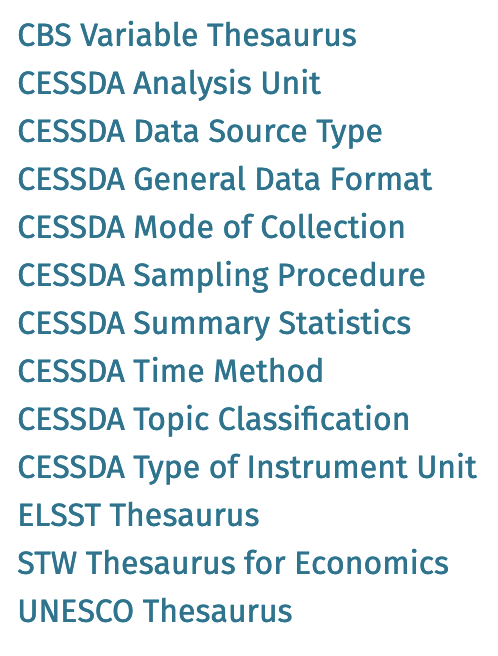 CBS Variable Thesaurus
CESSDA Analysis Unit
CESSDA Data Source Type
CESSDA General Data Format
CESSDA Mode of Collection
CESSDA Sampling Procedure
CESSDA Summary Statistics
CESSDA Time Method
CESSDA Topic Classification
CESSDA Type of Instrument Unit
ELSST Thesaurus
STW Thesaurus for Economics
UNESCO Thesaurus